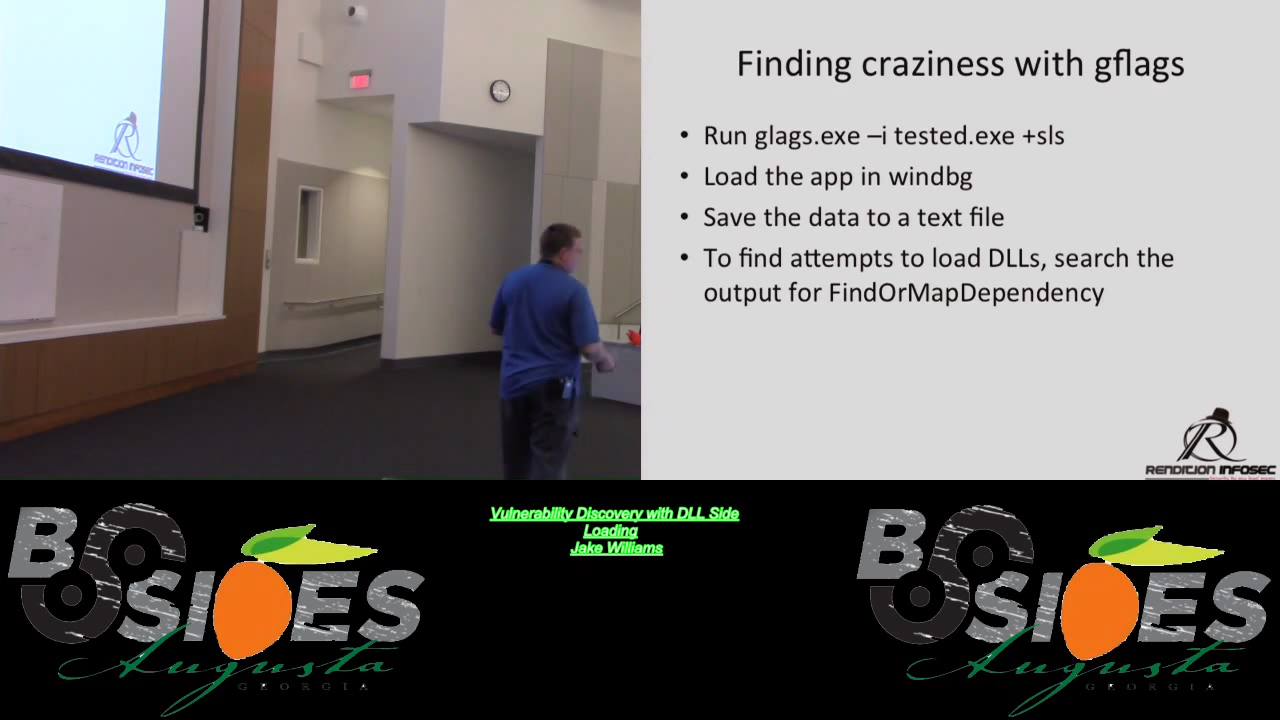 Finding craziness with gflags
• Run glags.exe –i tested.exe +sls
• Load the app in windbg
• Save the data to a text file
• To find attempts to load DLLs, search the
output for FindOrMapDependency
RENDITION INFOSEC
RENDITION INFOSEC
Vulnerability Discovery with DLL Side
Loading
Jake Williams
BSIDES
Augusta
GEORGIA
BSIDES
Augusta
GEORGIA